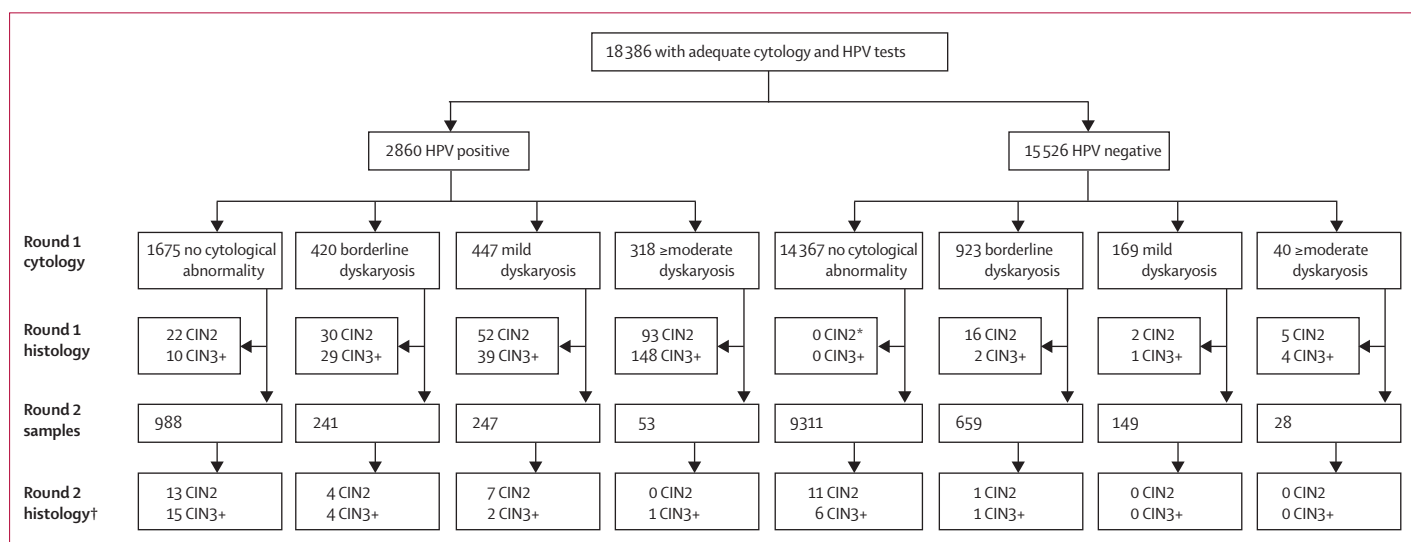 18 386 with adequate cytology and HPV tests
2860 HPV positive
15 526 HPV negative
Round 1
cytology
1675 no cytological
abnormality
420 borderline
dyskaryosis
447 mild
dyskaryosis
318 ≥moderate
dyskaryosis
14 367 no cytological
abnormality
923 borderline
dyskaryosis
169 mild
dyskaryosis
40 ≥moderate
dyskaryosis
Round 1
histology
22 CIN2
10 CIN3+
30 CIN2
29 CIN3+
52 CIN2
39 CIN3+
93 CIN2
148 CIN3+
0 CIN2*
0 CIN3+
16 CIN2
2 CIN3+
2 CIN2
1 CIN3+
5 CIN2
4 CIN3+
Round 2
samples
988
241
247
53
9311
659
149
28
Round 2
histology†
13 CIN2
15 CIN3+
4 CIN2
4 CIN3+
7 CIN2
2 CIN3+
0 CIN2
1 CIN3+
11 CIN2
6 CIN3+
1 CIN2
1 CIN3+
0 CIN2
0 CIN3+
0 CIN2
0 CIN3+